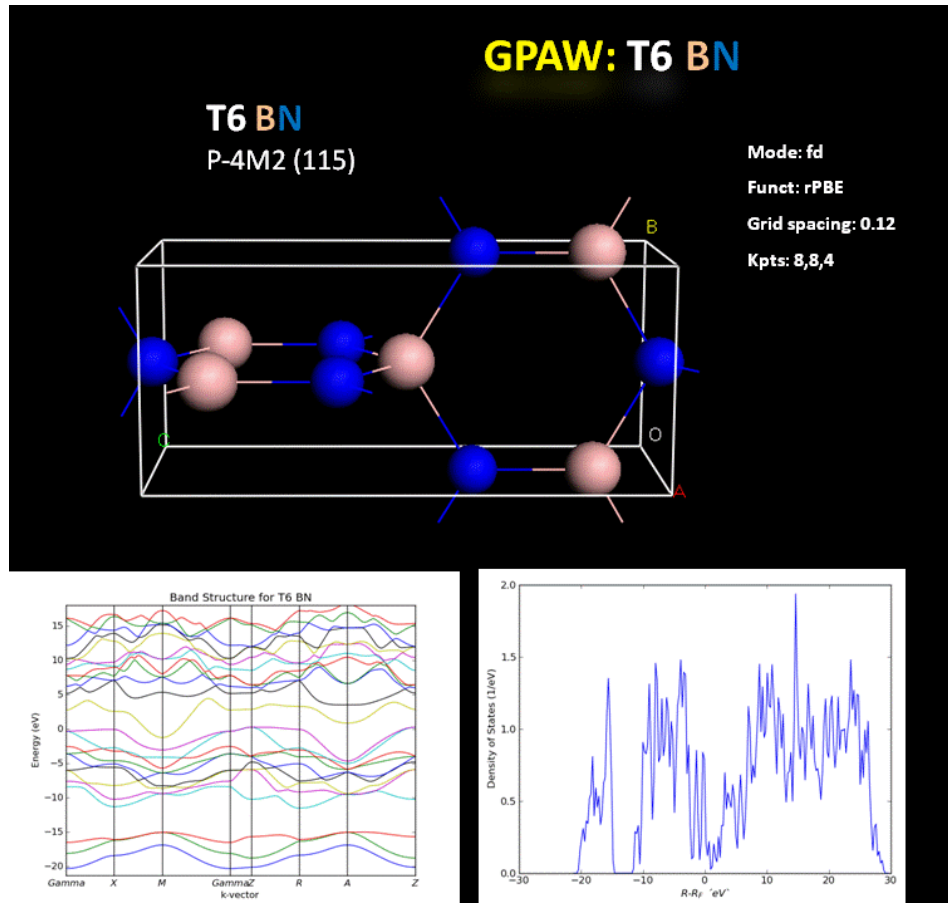 GPAW: T6 BN
T6 BN
P-4M2 (115)
Mode: fd
Funct: rPBE
Grid spacing: 0.12
Kpts: 8,8,4
B
C
O
A
Band Structure for T6 BN
Energy (eV)
15
10
5
0
−5
−10
−15
−20
Gamma X M GammaZ R A Z
k-vector
Density of States (1/eV)
2.0
1.5
1.0
0.5
0.0
−30 −20 −10 0 10 20 30
R-R_F ´eV`